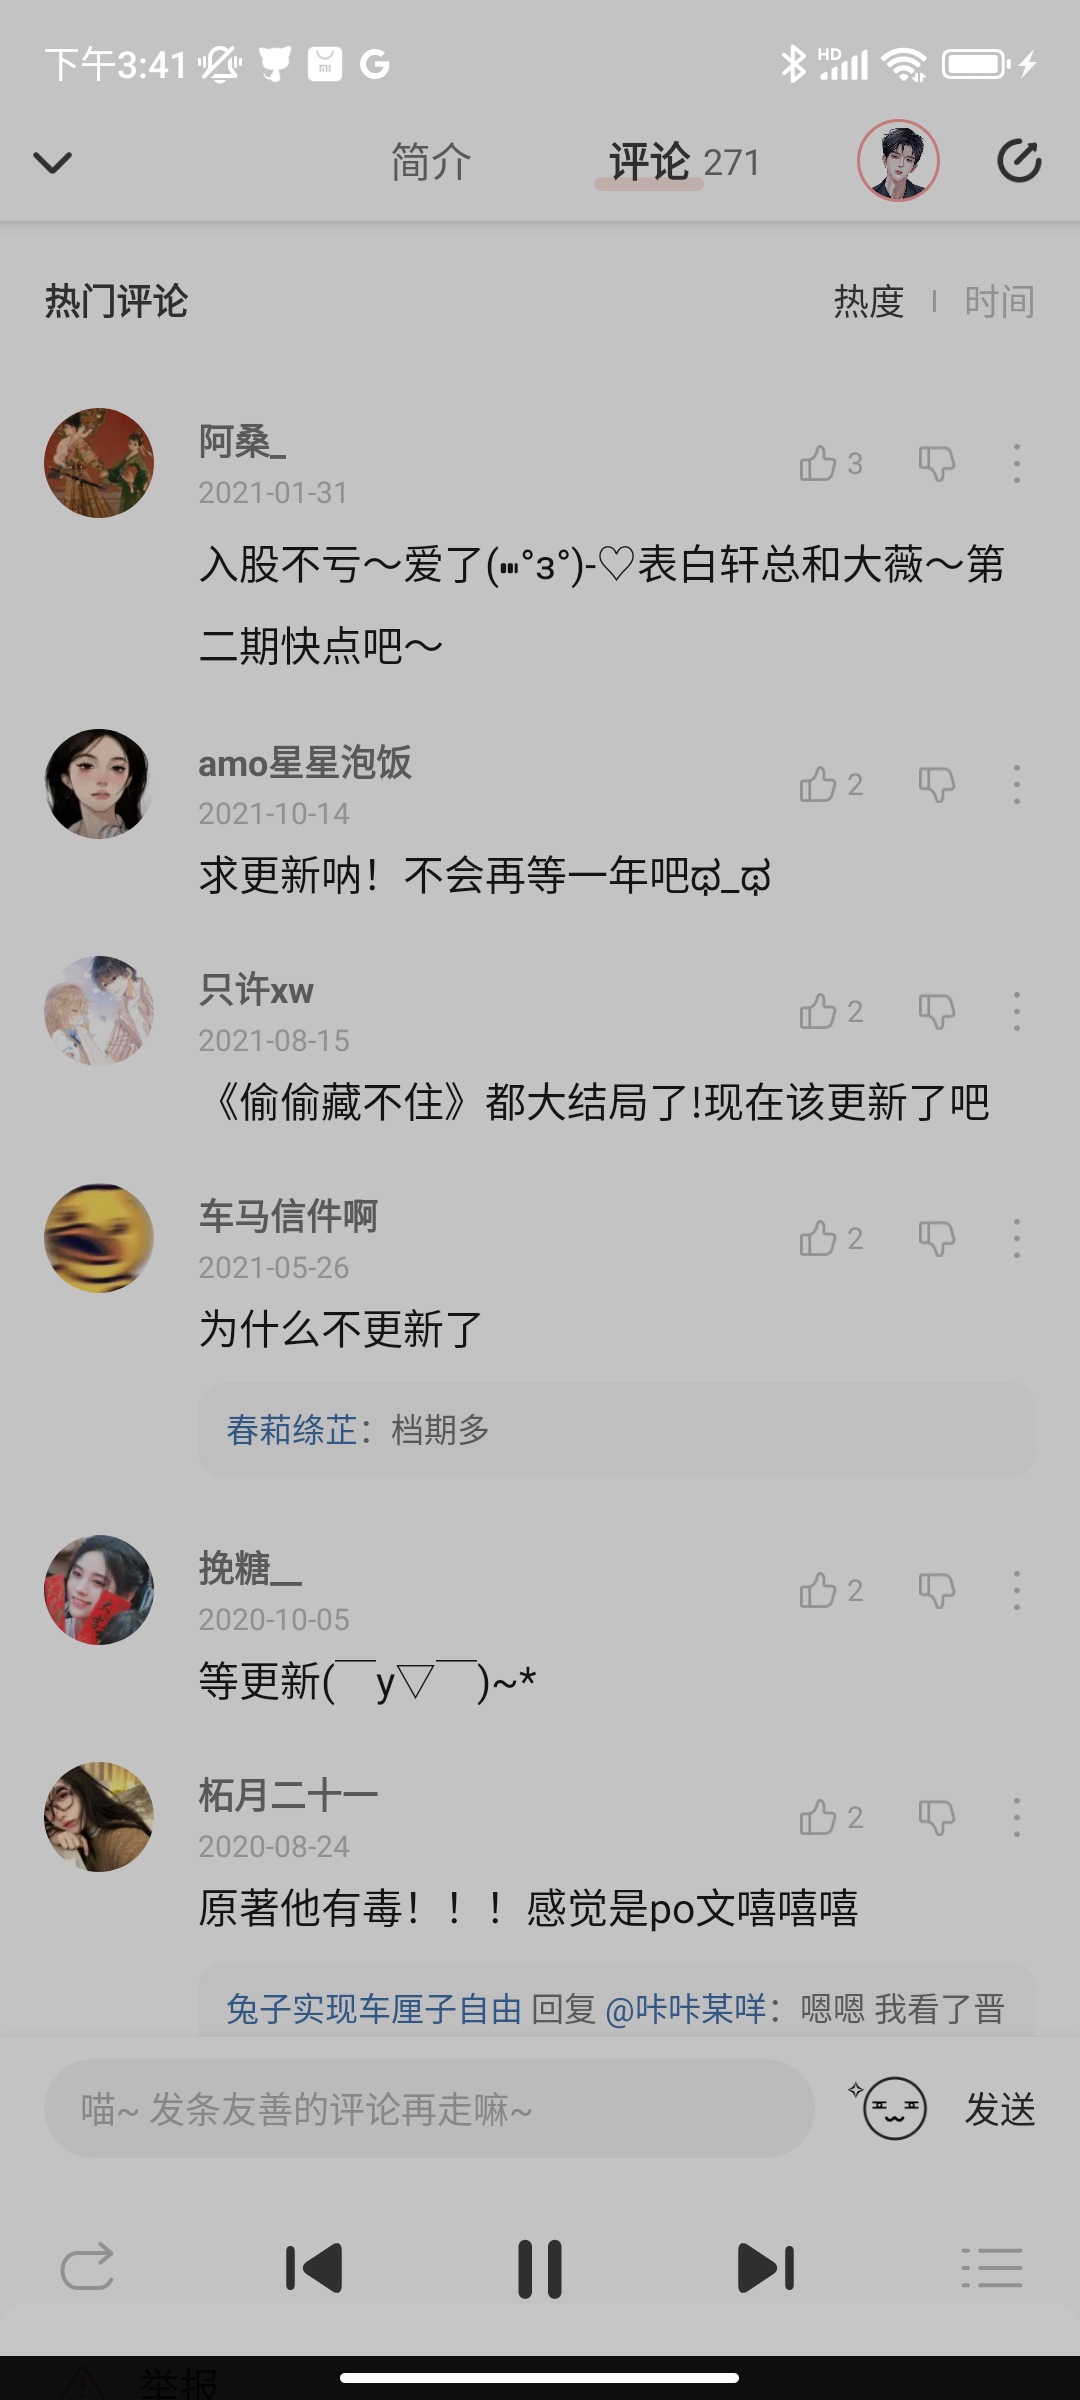 下午3:41
HD
简介
评论 271
热门评论
热度
时间
阿桑_
2021-01-31
3
入股不亏～爱了(⑉°з°)-♡表白轩总和大薇～第
二期快点吧～
amo星星泡饭
2021-10-14
2
求更新呐！不会再等一年吧ಥ_ಥ
只许xw
2021-08-15
2
《偷偷藏不住》都大结局了!现在该更新了吧
车马信件啊
2021-05-26
2
为什么不更新了
春萂绛芷：档期多
挽糖__
2020-10-05
2
等更新(￣y▽￣)~*
柘月二十一
2020-08-24
2
原著他有毒！！！感觉是po文嘻嘻嘻
兔子实现车厘子自由 回复 @咔咔某咩：嗯嗯 我看了晋
喵~ 发条友善的评论再走嘛~
发送
举报